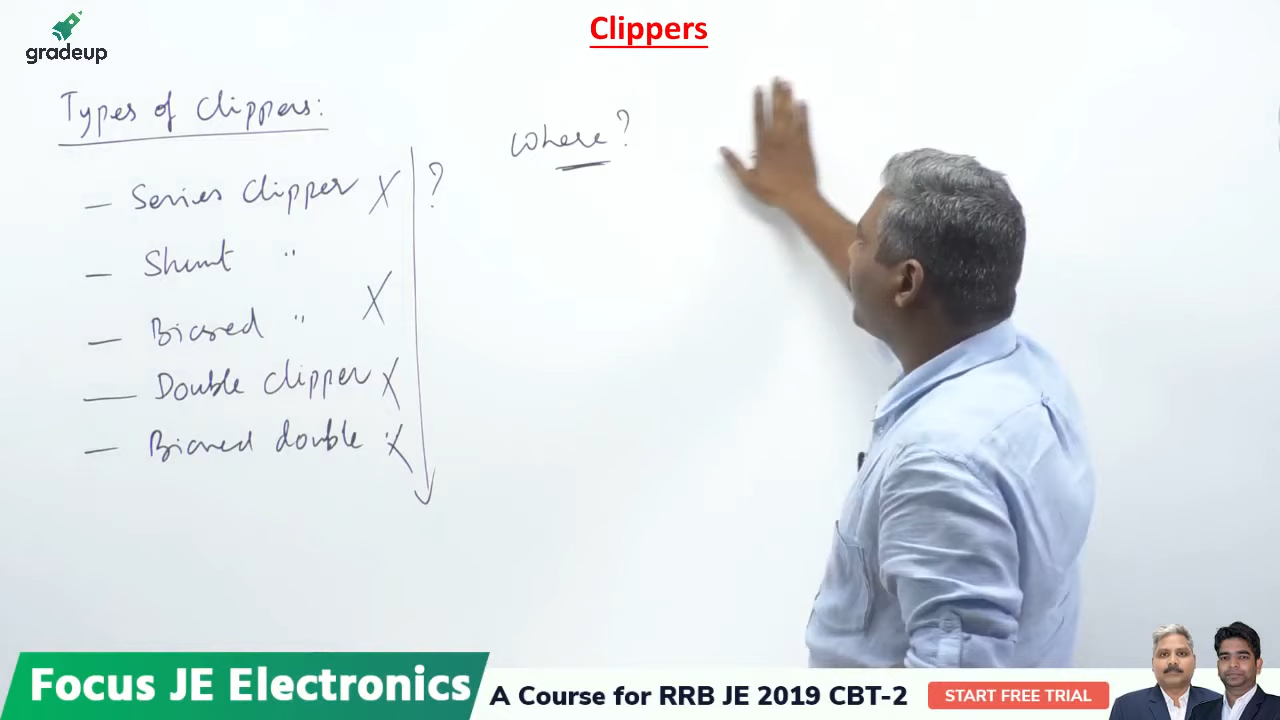 gradeup
Clippers
Types of Clippers:
Where?
– Series Clipper X ?
– Shunt "
– Biased " X
– Double Clipper X
– Biased double " X
Focus JE Electronics
A Course for RRB JE 2019 CBT-2
START FREE TRIAL